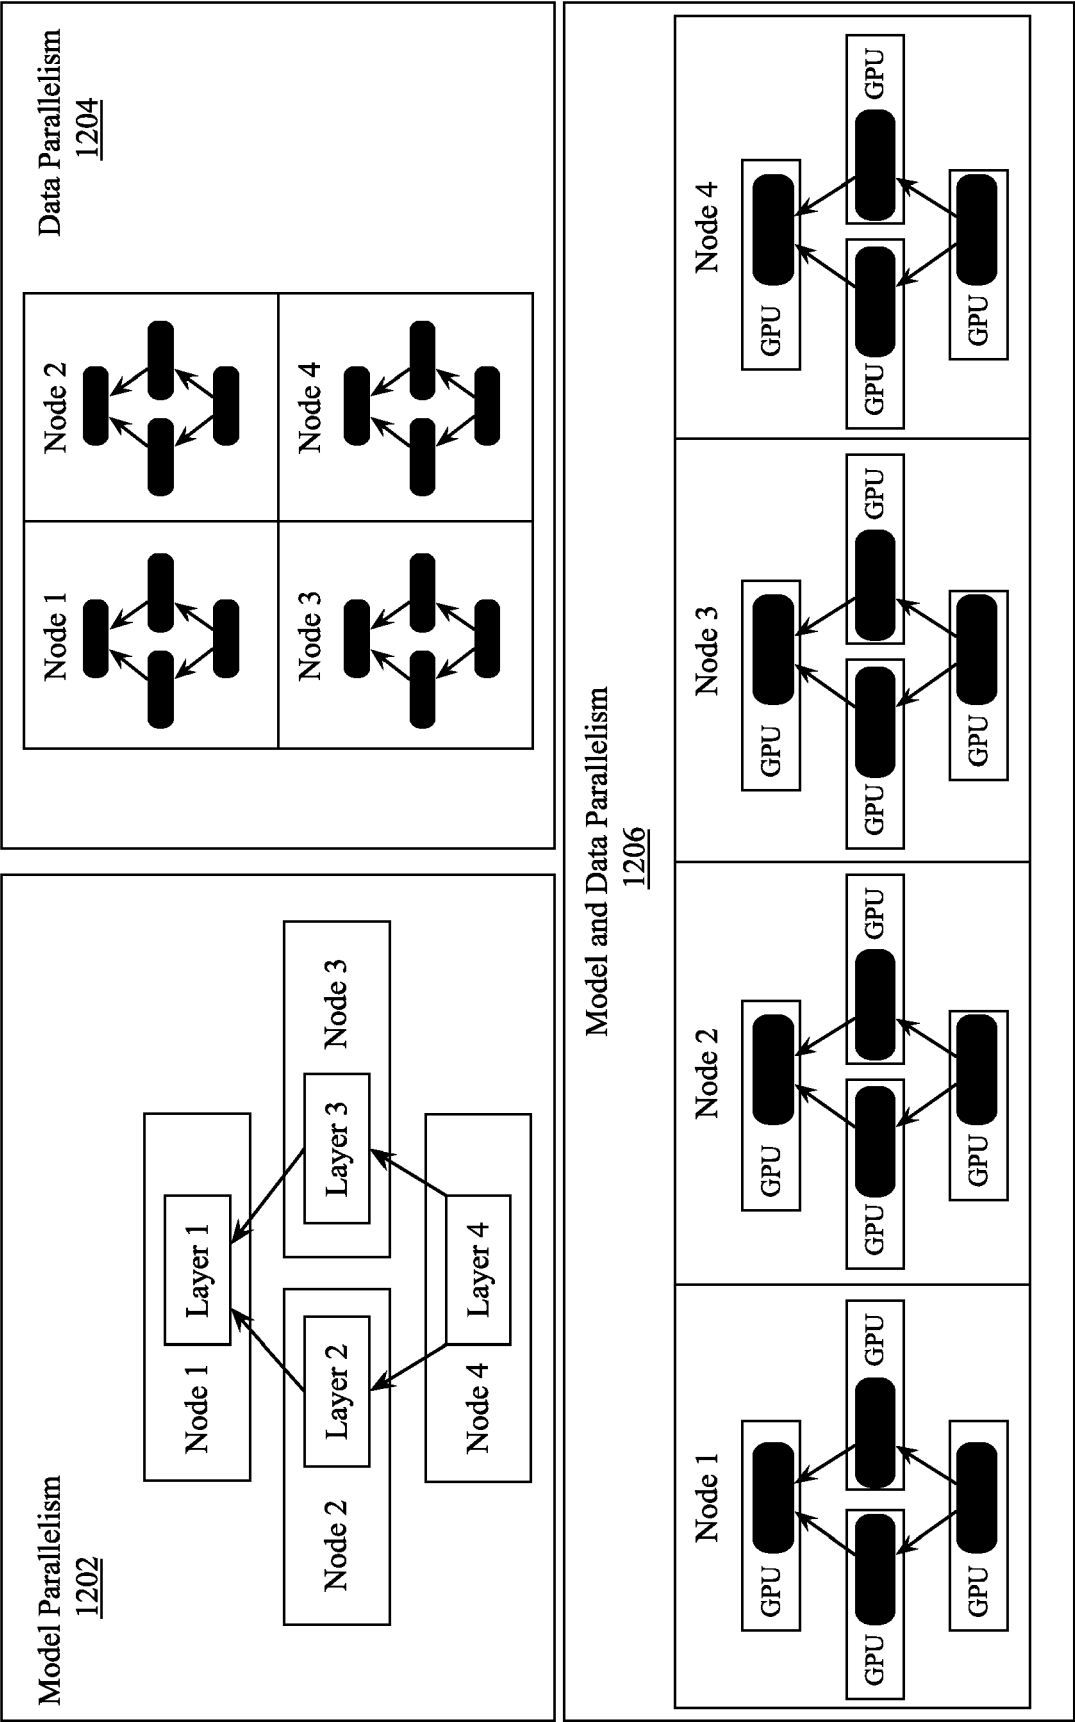 Model Parallelism
1202
Node 1
Layer 1
Node 2
Layer 2
Layer 3
Node 3
Node 4
Layer 4
Data Parallelism
1204
Node 1
Node 2
Node 3
Node 4
Model and Data Parallelism
1206
Node 1
GPU
GPU
GPU
GPU
Node 2
GPU
GPU
GPU
GPU
Node 3
GPU
GPU
GPU
GPU
Node 4
GPU
GPU
GPU
GPU